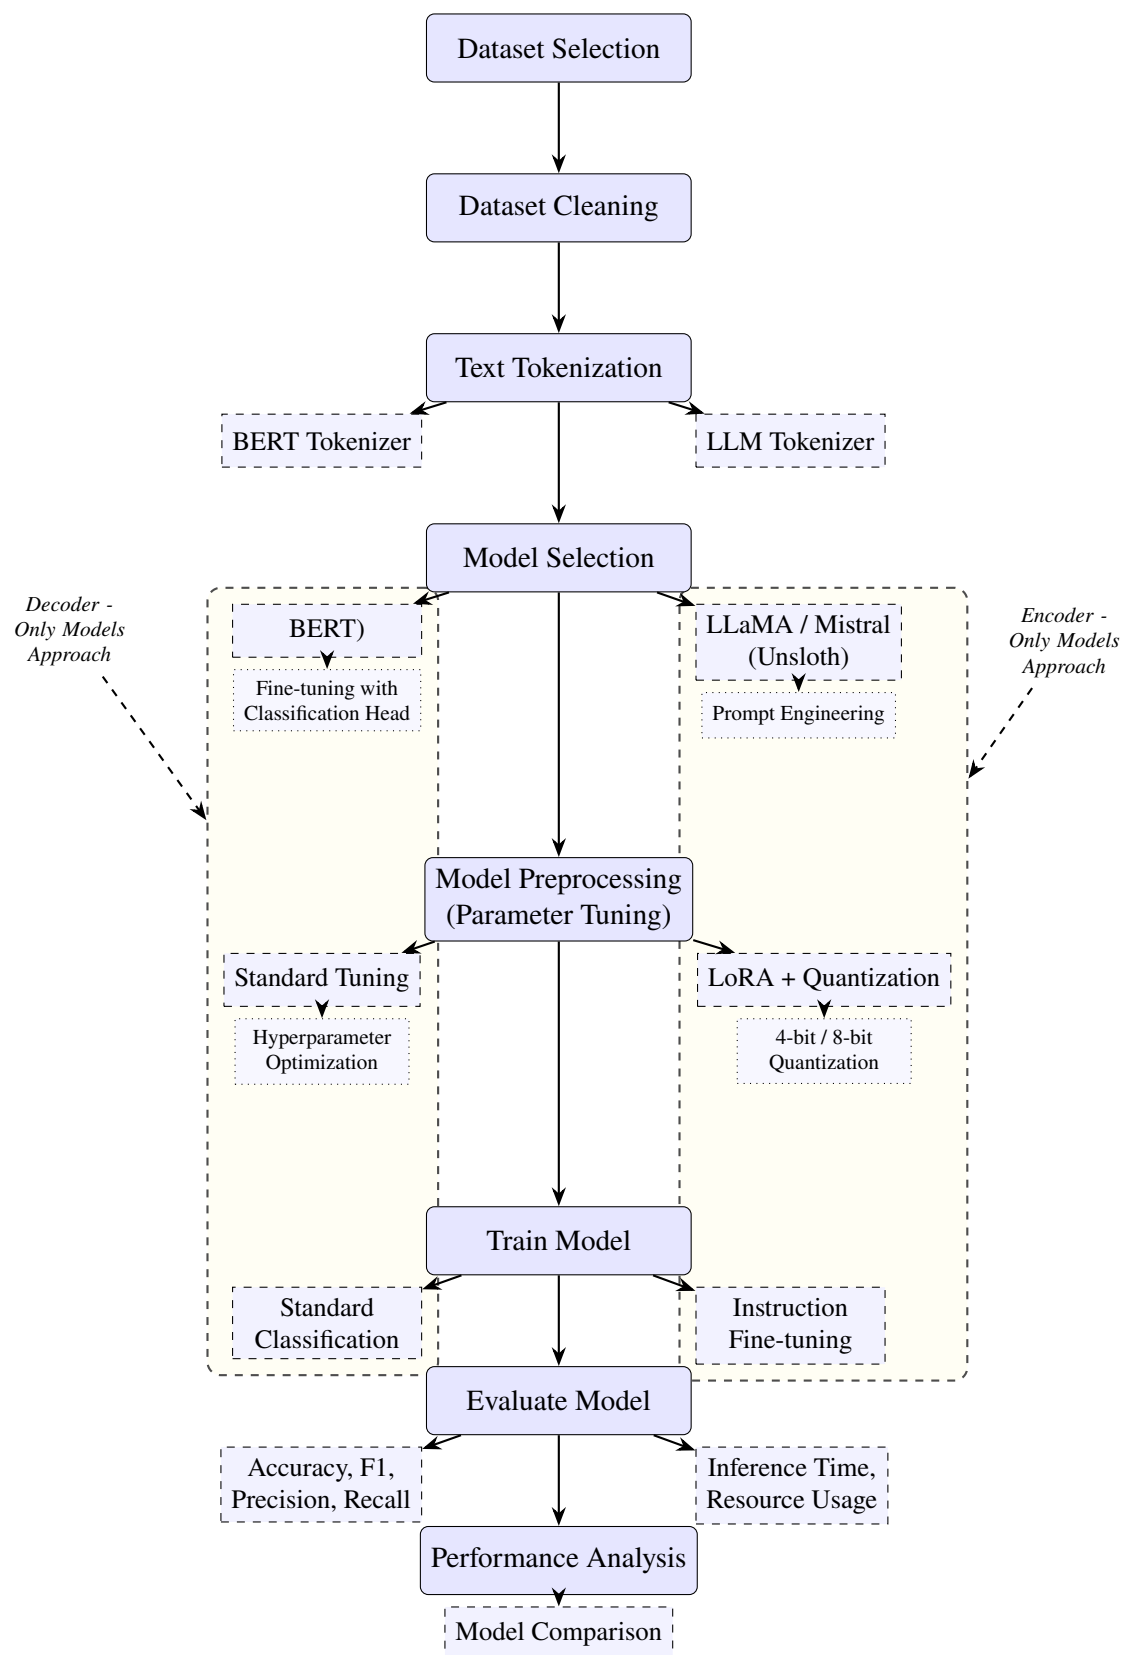 Dataset Selection
Dataset Cleaning
Text Tokenization
BERT Tokenizer
LLM Tokenizer
Model Selection
Decoder -
Only Models
Approach
BERT)
Fine-tuning with
Classification Head
LLaMA / Mistral
(Unsloth)
Prompt Engineering
Encoder -
Only Models
Approach
Model Preprocessing
(Parameter Tuning)
Standard Tuning
Hyperparameter
Optimization
LoRA + Quantization
4-bit / 8-bit
Quantization
Train Model
Standard
Classification
Instruction
Fine-tuning
Evaluate Model
Accuracy, F1,
Precision, Recall
Inference Time,
Resource Usage
Performance Analysis
Model Comparison